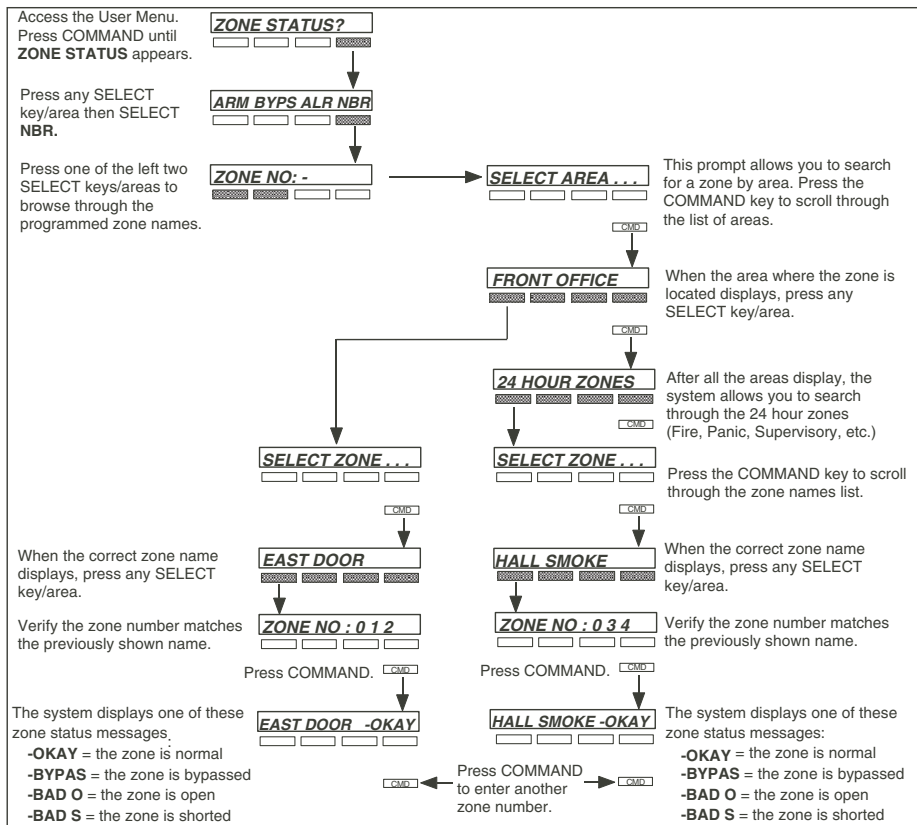 Access the User Menu.
Press COMMAND until
ZONE STATUS appears.
ZONE STATUS?
Press any SELECT
key/area then SELECT
NBR.
ARM BYPS ALR NBR
Press one of the left two
SELECT keys/areas to
browse through the
programmed zone names.
ZONE NO: -
SELECT AREA . . .
This prompt allows you to search
for a zone by area. Press the
COMMAND key to scroll through
the list of areas.
CMD
FRONT OFFICE
When the area where the zone is
located displays, press any
SELECT key/area.
CMD
24 HOUR ZONES
After all the areas display, the
system allows you to search
through the 24 hour zones
(Fire, Panic, Supervisory, etc.)
CMD
SELECT ZONE . . .
SELECT ZONE . . .
Press the COMMAND key to scroll
through the zone names list.
CMD
CMD
When the correct zone name
displays, press any SELECT
key/area.
EAST DOOR
HALL SMOKE
When the correct zone name
displays, press any SELECT
key/area.
Verify the zone number matches
the previously shown name.
ZONE NO : 0 1 2
ZONE NO : 0 3 4
Verify the zone number matches
the previously shown name.
Press COMMAND. CMD
Press COMMAND. CMD
The system displays one of these
zone status messages.
-OKAY = the zone is normal
-BYPAS = the zone is bypassed
-BAD O = the zone is open
-BAD S = the zone is shorted
EAST DOOR -OKAY
HALL SMOKE -OKAY
CMD
Press COMMAND
to enter another
zone number.
CMD
The system displays one of these
zone status messages:
-OKAY = the zone is normal
-BYPAS = the zone is bypassed
-BAD O = the zone is open
-BAD S = the zone is shorted